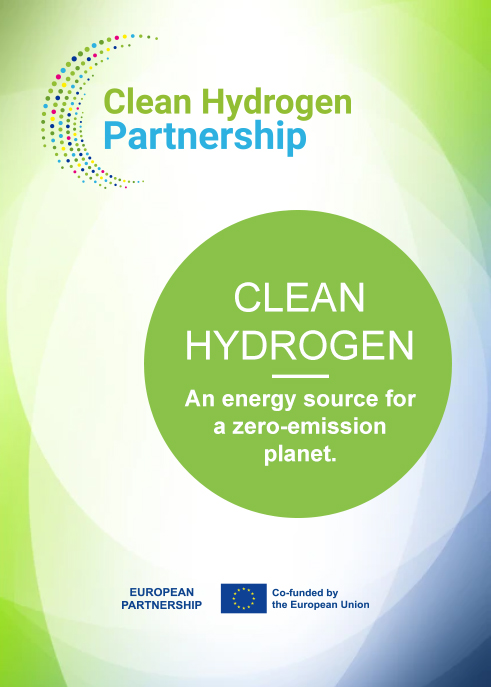 Clean Hydrogen
Partnership
CLEAN
HYDROGEN
An energy source for
a zero-emission
planet.
EUROPEAN
PARTNERSHIP
Co-funded by
the European Union